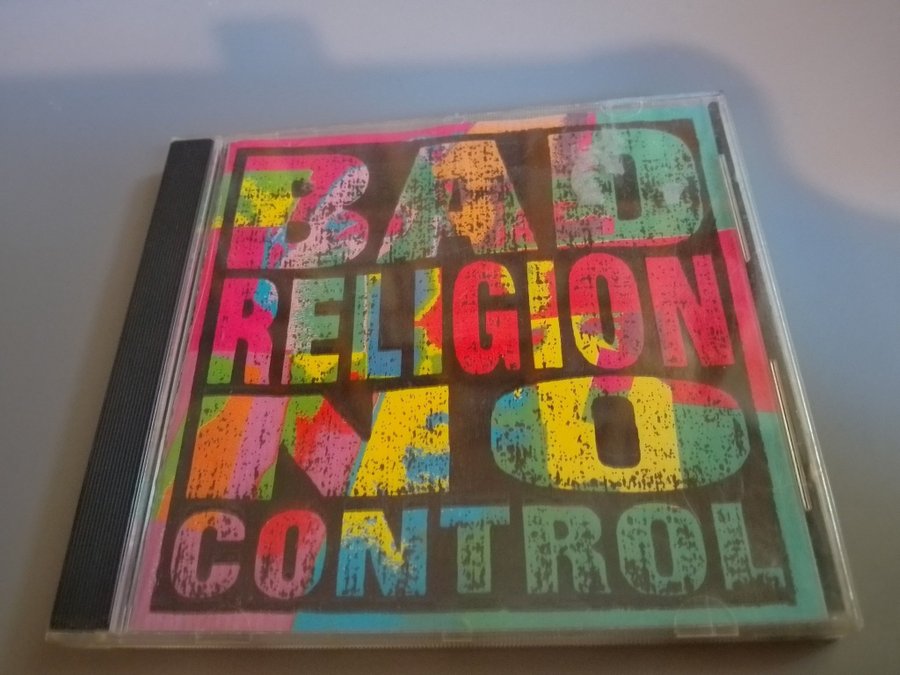 BAD
RELIGION
NO
CONTROL